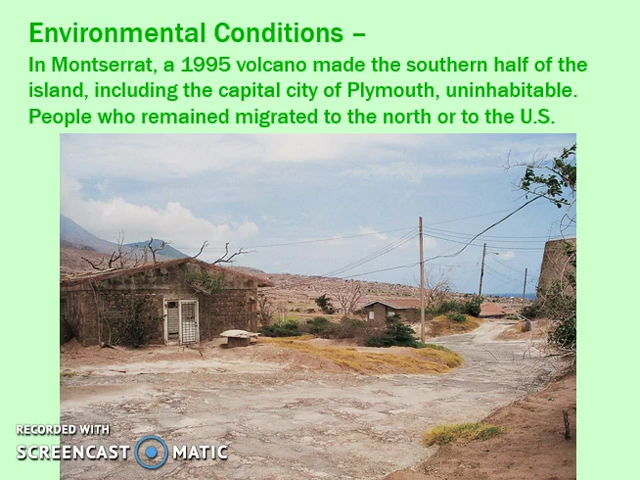 Environmental Conditions –
In Montserrat, a 1995 volcano made the southern half of the
island, including the capital city of Plymouth, uninhabitable.
People who remained migrated to the north or to the U.S.
RECORDED WITH
SCREENCAST MATIC